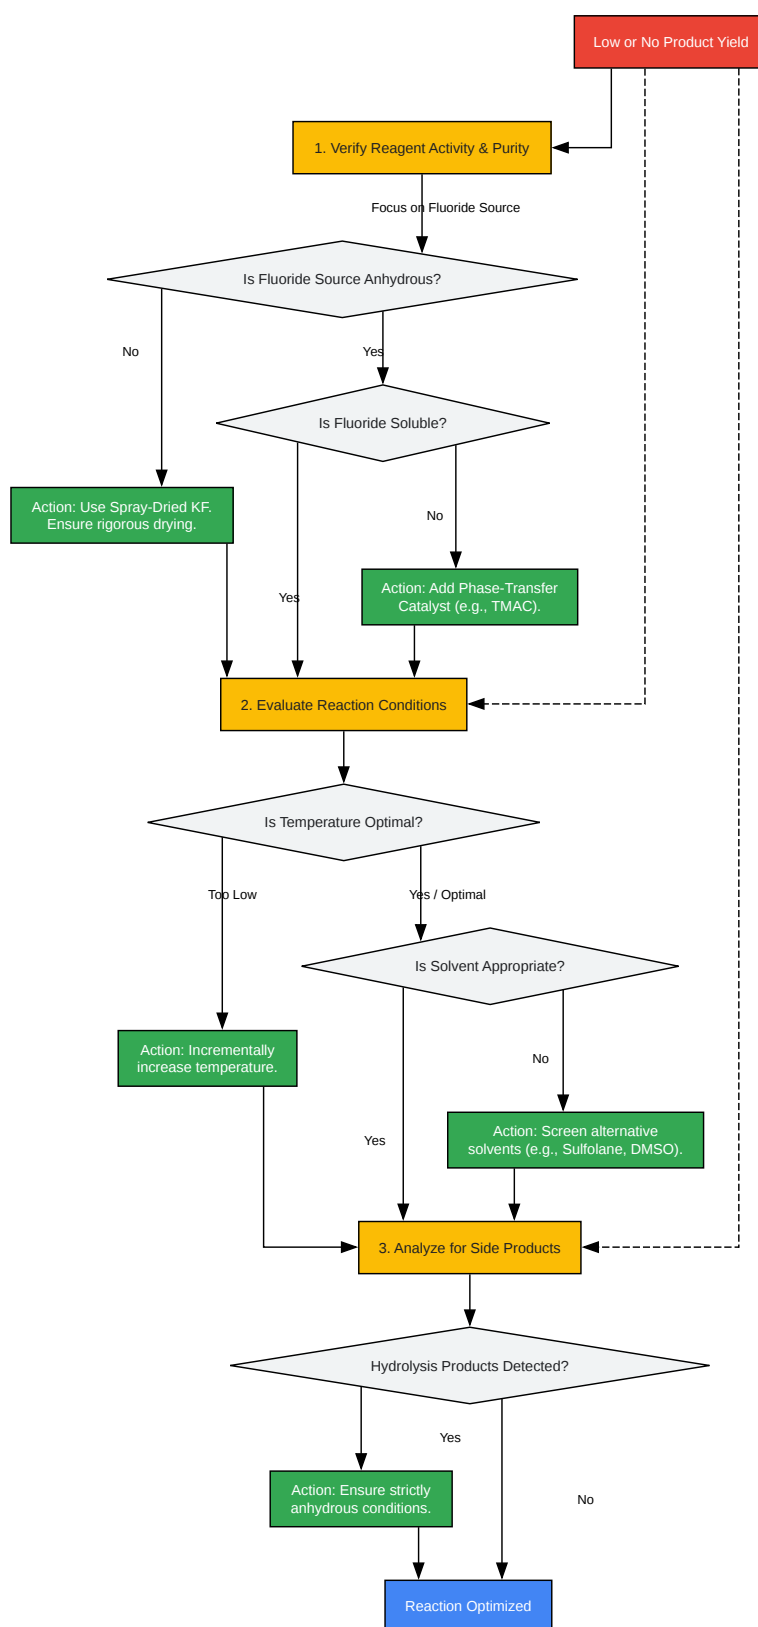 Low or No Product Yield
1. Verify Reagent Activity & Purity
Focus on Fluoride Source
Is Fluoride Source Anhydrous?
No
Yes
Is Fluoride Soluble?
Action: Use Spray-Dried KF.
Ensure rigorous drying.
No
Yes
Action: Add Phase-Transfer
Catalyst (e.g., TMAC).
2. Evaluate Reaction Conditions
Is Temperature Optimal?
Too Low
Yes / Optimal
Is Solvent Appropriate?
Action: Incrementally
increase temperature.
No
Yes
Action: Screen alternative
solvents (e.g., Sulfolane, DMSO).
3. Analyze for Side Products
Hydrolysis Products Detected?
Yes
Action: Ensure strictly
anhydrous conditions.
No
Reaction Optimized